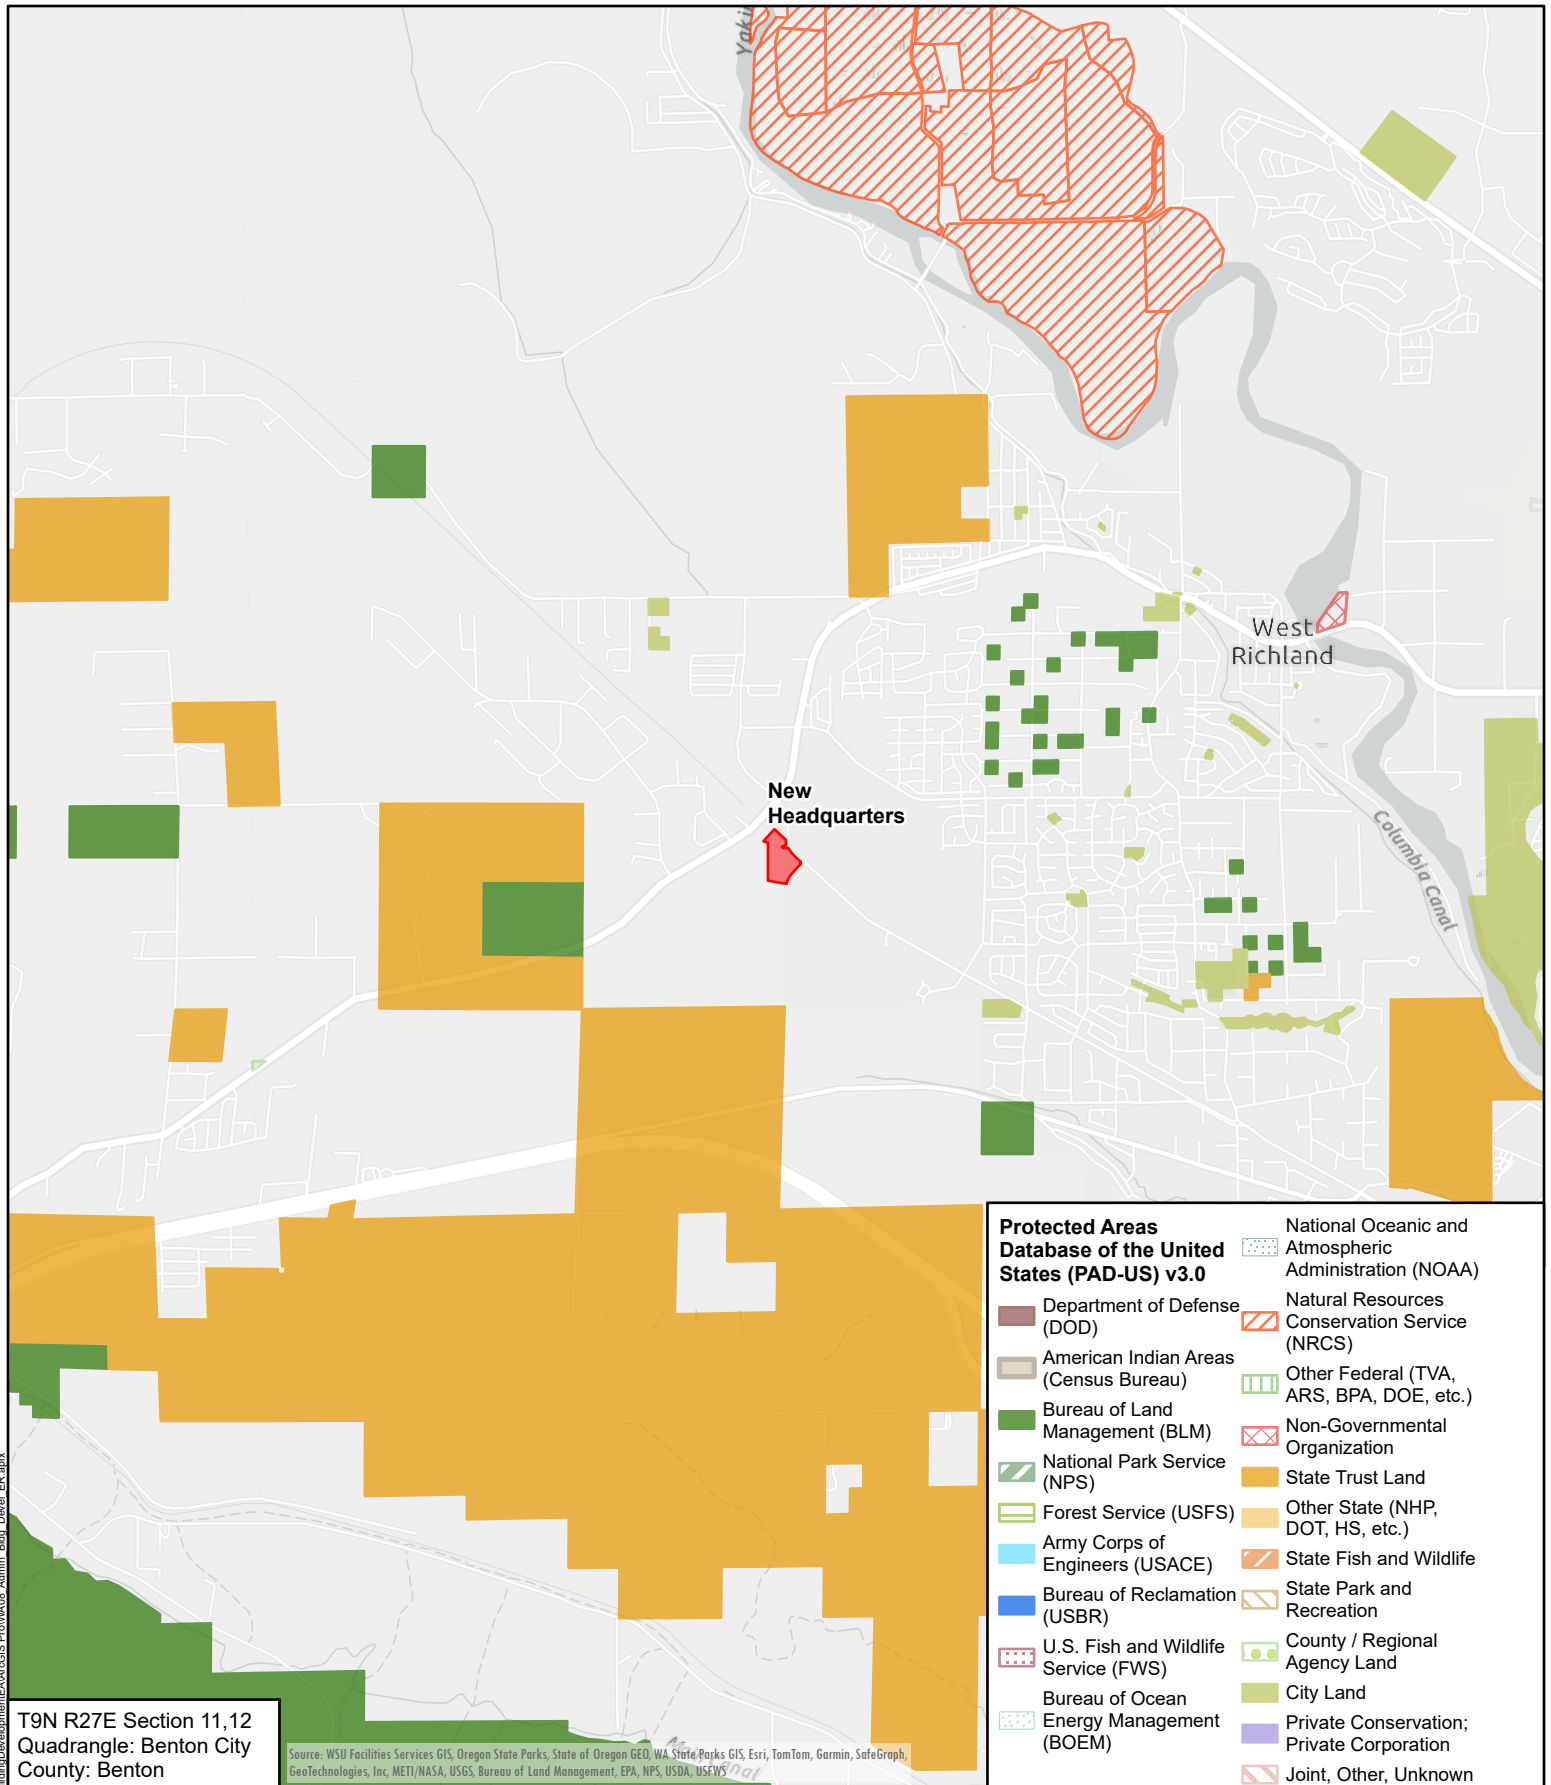 New
Headquarters
West
Richland
Columbia Canal
Protected Areas
Database of the United
States (PAD-US) v3.0
Department of Defense
(DOD)
American Indian Areas
(Census Bureau)
Bureau of Land
Management (BLM)
National Park Service
(NPS)
Forest Service (USFS)
Army Corps of
Engineers (USACE)
Bureau of Reclamation
(USBR)
U.S. Fish and Wildlife
Service (FWS)
Bureau of Ocean
Energy Management
(BOEM)
National Oceanic and
Atmospheric
Administration (NOAA)
Natural Resources
Conservation Service
(NRCS)
Other Federal (TVA,
ARS, BPA, DOE, etc.)
Non-Governmental
Organization
State Trust Land
Other State (NHP,
DOT, HS, etc.)
State Fish and Wildlife
State Park and
Recreation
County / Regional
Agency Land
City Land
Private Conservation;
Private Corporation
Joint, Other, Unknown
T9N R27E Section 11,12
Quadrangle: Benton City
County: Benton
Source: WSU Facilities Services GIS, Oregon State Parks, State of Oregon GEO, WA State Parks GIS, Esri, TomTom, Garmin, SafeGraph,
GeoTechnologies, Inc, METI/NASA, USGS, Bureau of Land Management, EPA, NPS, USDA, USFWS
Canal